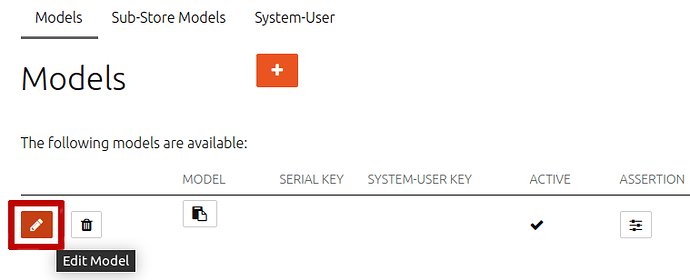 Models Sub-Store Models System-User
Models
The following models are available:
MODEL SERIAL KEY SYSTEM-USER KEY ACTIVE ASSERTION
Edit Model